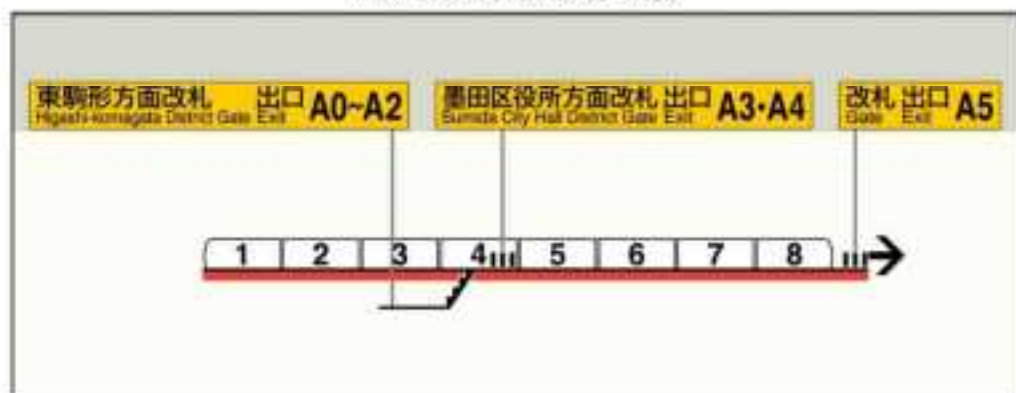 東駒形方面改札 出口 A0~A2
Higashi-komagata District Gate Exit
墨田区役所方面改札 出口 A3・A4
Sumida City Hall District Gate Exit
改札 出口 A5
Gate Exit
1 2 3 4 5 6 7 8